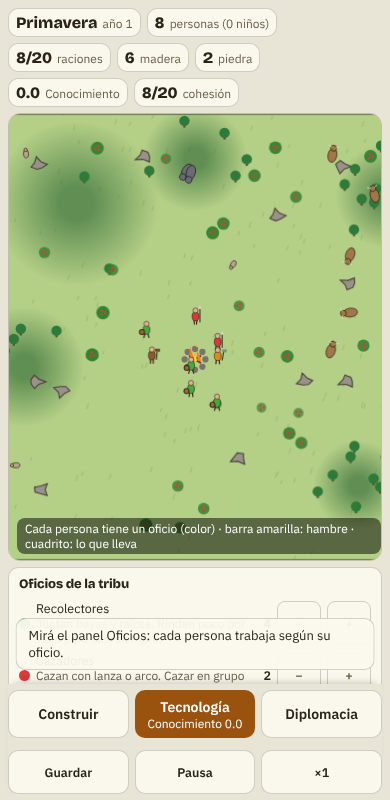 Primavera año 1
8 personas (0 niños)
8/20 raciones
6 madera
2 piedra
0.0 Conocimiento
8/20 cohesión
Cada persona tiene un oficio (color) · barra amarilla: hambre ·
cuadrito: lo que lleva
Oficios de la tribu
Recolectores
Mirá el panel Oficios: cada persona trabaja según su
oficio.
Cazan con lanza o arco. Cazar en grupo 2 − +
Construir
Tecnología
Conocimiento 0.0
Diplomacia
Guardar
Pausa
×1